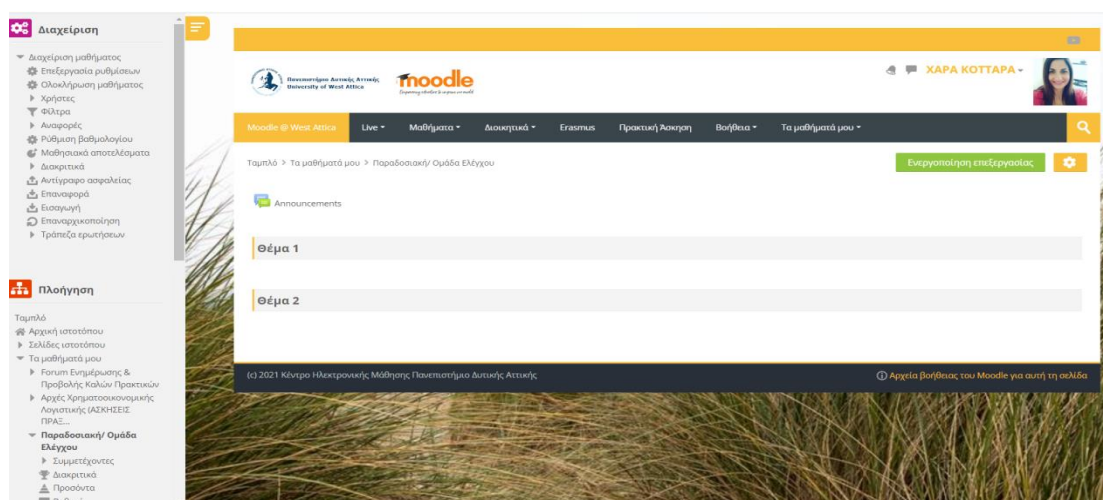 Διαχείριση
Διαχείριση μαθήματος
Επεξεργασία ρυθμίσεων
Ολοκλήρωση μαθήματος
Χρήστες
Φίλτρα
Αναφορές
Ρύθμιση βαθμολογίου
Μαθησιακά αποτελέσματα
Διακριτικά
Αντίγραφο ασφαλείας
Επαναφορά
Εισαγωγή
Επαναρχικοποίηση
Τράπεζα ερωτήσεων
Πλοήγηση
Ταμπλό
Αρχική ιστοτόπου
Σελίδες ιστοτόπου
Τα μαθήματά μου
Forum Ενημέρωσης &
Προβολής Καλών Πρακτικών
Αρχές Χρηματοοικονομικής
Λογιστικής (ΑΣΚΗΣΕΙΣ
ΠΡΑΞ...
Παραδοσιακή/ Ομάδα
Ελέγχου
Συμμετέχοντες
Διακριτικά
Προσόντα
Πανεπιστήμιο Δυτικής Αττικής
University of West Attica
moodle
ΧΑΡΑ ΚΟΤΤΑΡΑ
Moodle @ West Attica Live Μαθήματα Διοικητικά Erasmus Πρακτική Άσκηση Βοήθεια Τα μαθήματά μου
Ταμπλό > Τα μαθήματά μου > Παραδοσιακή/ Ομάδα Ελέγχου
Ενεργοποίηση επεξεργασίας
Announcements
Θέμα 1
Θέμα 2
(c) 2021 Κέντρο Ηλεκτρονικής Μάθησης Πανεπιστήμιο Δυτικής Αττικής
Αρχεία βοήθειας του Moodle για αυτή τη σελίδα